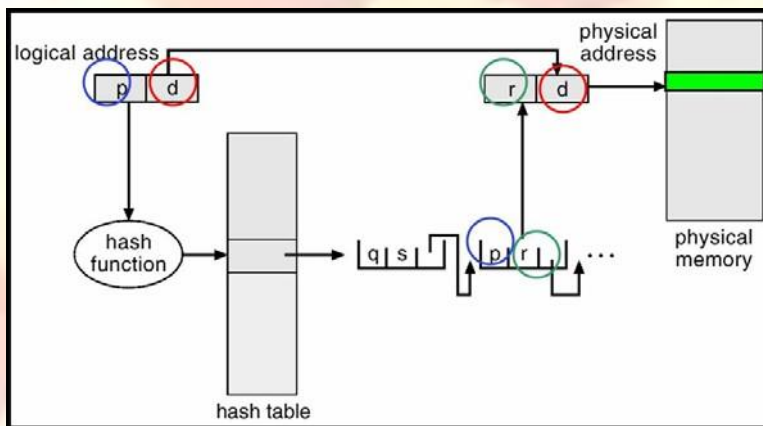 logical address
physical
address
p d
r d
hash
function
q s
p r
...
physical
memory
hash table